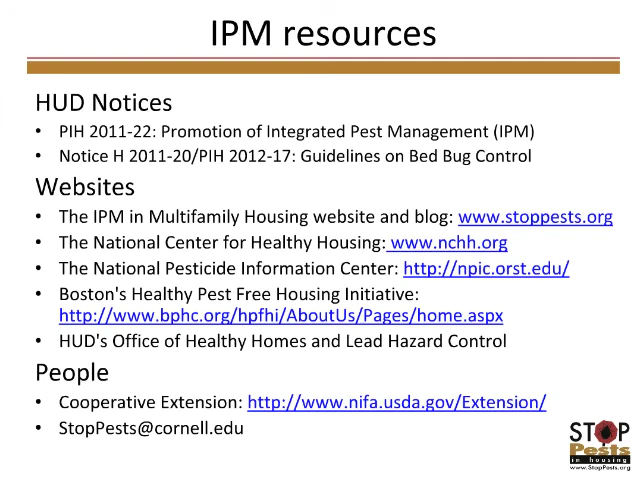 IPM resources
HUD Notices
• PIH 2011-22: Promotion of Integrated Pest Management (IPM)
• Notice H 2011-20/PIH 2012-17: Guidelines on Bed Bug Control
Websites
• The IPM in Multifamily Housing website and blog: www.stoppests.org
• The National Center for Healthy Housing: www.nchh.org
• The National Pesticide Information Center: http://npic.orst.edu/
• Boston's Healthy Pest Free Housing Initiative:
http://www.bphc.org/hpfhi/AboutUs/Pages/home.aspx
• HUD's Office of Healthy Homes and Lead Hazard Control
People
• Cooperative Extension: http://www.nifa.usda.gov/Extension/
• StopPests@cornell.edu
STOP
Pests
in housing
www.StopPests.org